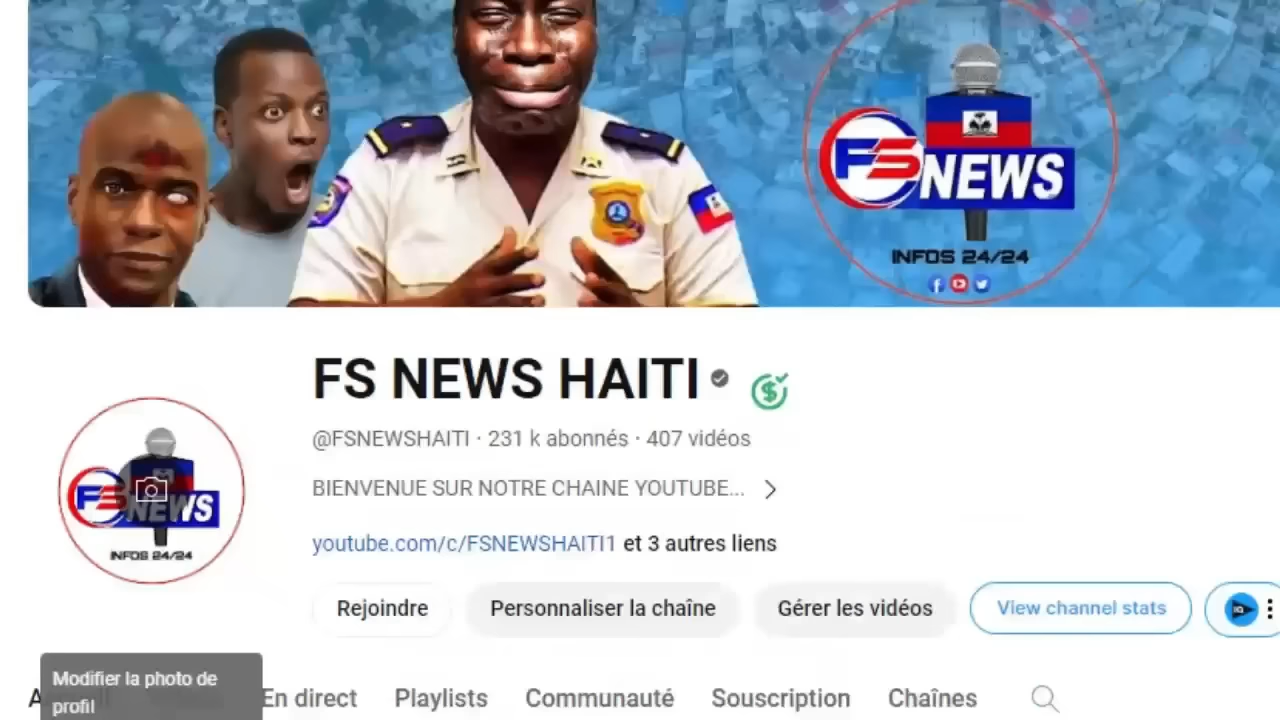 FS NEWS
INFOS 24/24
FS NEWS HAITI
@FSNEWSHAITI · 231 k abonnés · 407 vidéos
BIENVENUE SUR NOTRE CHAINE YOUTUBE...
youtube.com/c/FSNEWSHAITI1 et 3 autres liens
FS NEWS
INFOS 24/24
Rejoindre Personnaliser la chaîne Gérer les vidéos View channel stats
Modifier la photo de
profil
En direct Playlists Communauté Souscription Chaînes